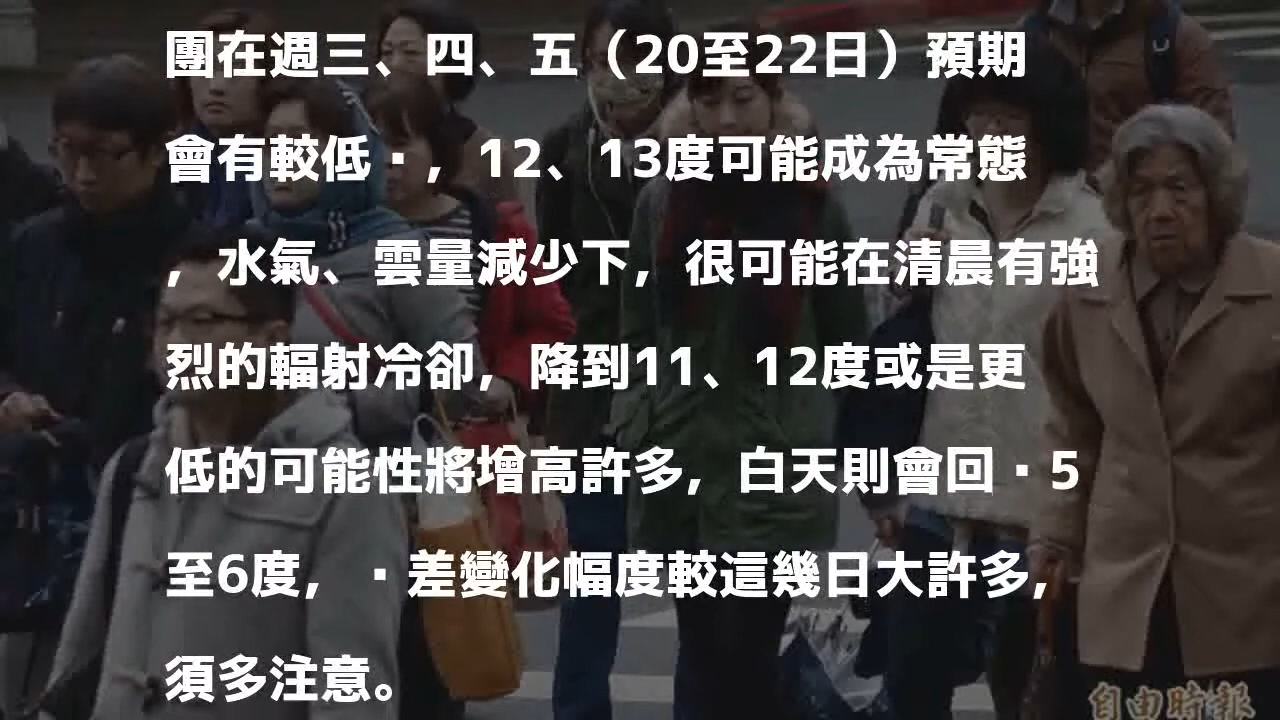 團在週三、四、五（20至22日）預期
會有較低▪，12、13度可能成為常態
，水氣、雲量減少下，很可能在清晨有強
烈的輻射冷卻，降到11、12度或是更
低的可能性將增高許多，白天則會回▪5
至6度，▪差變化幅度較這幾日大許多，
須多注意。
自由時報